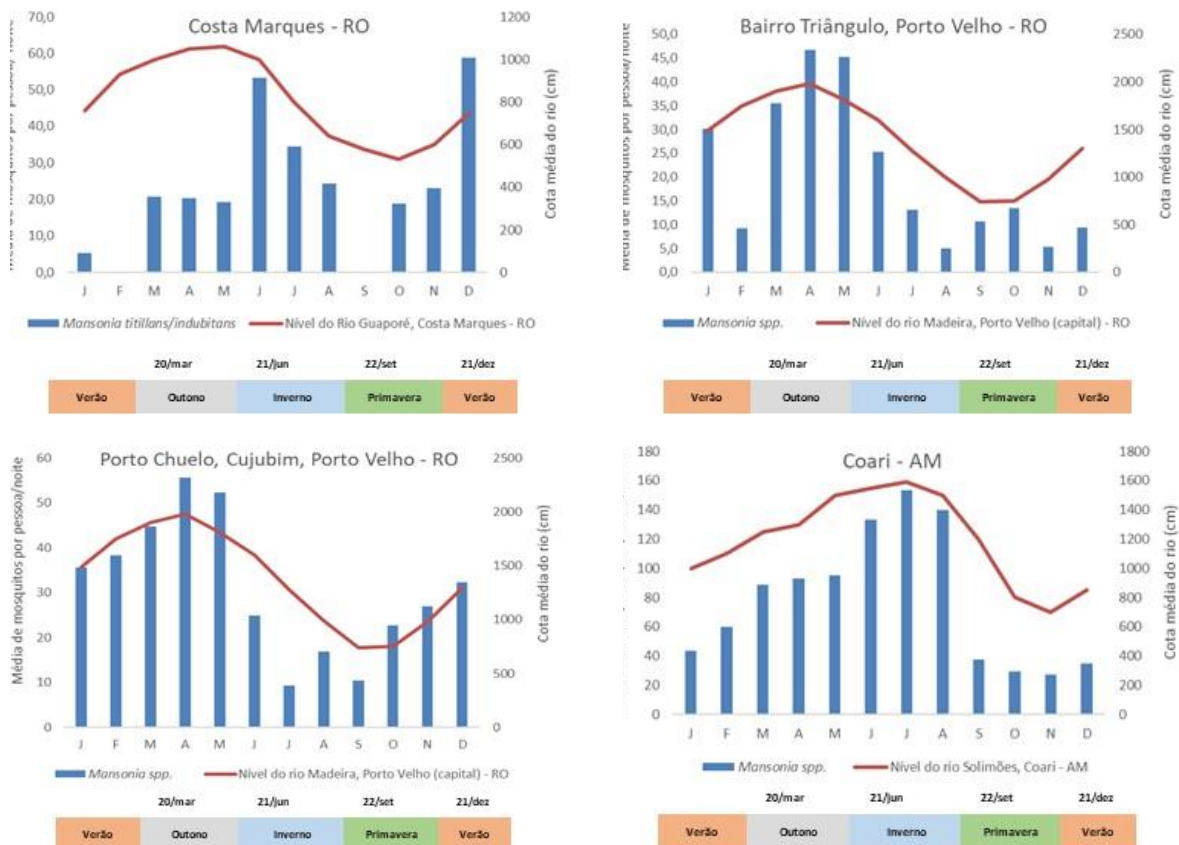 Costa Marques - RO
70,0
60,0
50,0
40,0
30,0
20,0
10,0
0,0
1200
1000
800
600
400
200
0
Cota média do rio (cm)
J F M A M J J A S O N D
Mansonia titillans/indubitans Nível do Rio Guaporé, Costa Marques - RO
20/mar 21/jun 22/set 21/dez
Verão Outono Inverno Primavera Verão
Bairro Triângulo, Porto Velho - RO
Média de mosquitos por pessoa/noite
50,0
45,0
40,0
35,0
30,0
25,0
20,0
15,0
10,0
5,0
0,0
2500
2000
1500
1000
500
0
Cota média do rio (cm)
J F M A M J J A S O N D
Mansonia spp. Nível do rio Madeira, Porto Velho (capital) - RO
20/mar 21/jun 22/set 21/dez
Verão Outono Inverno Primavera Verão
Porto Chuelo, Cujubim, Porto Velho - RO
Média de mosquitos por pessoa/noite
60
50
40
30
20
10
0
2500
2000
1500
1000
500
0
Cota média do rio (cm)
J F M A M J J A S O N D
Mansonia spp. Nível do rio Madeira, Porto Velho (capital) - RO
20/mar 21/jun 22/set 21/dez
Verão Outono Inverno Primavera Verão
Coari - AM
180
160
140
120
100
80
60
40
20
0
1800
1600
1400
1200
1000
800
600
400
200
0
Cota média do rio (cm)
J F M A M J J A S O N D
Mansonia spp. Nível do rio Solimões, Coari - AM
20/mar 21/jun 22/set 21/dez
Verão Outono Inverno Primavera Verão